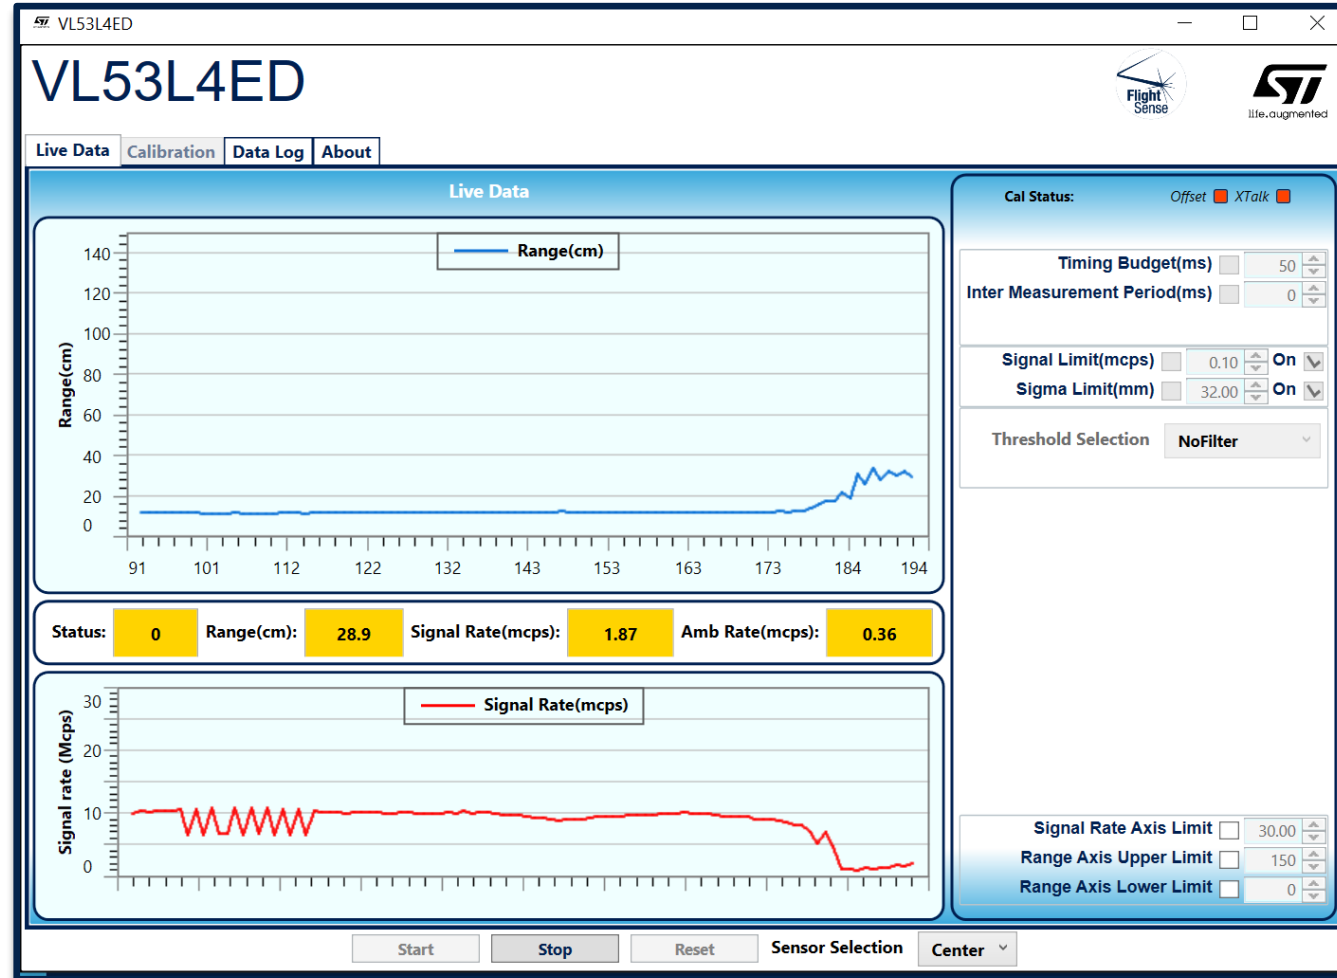 VL53L4ED
VL53L4ED
Flight
Sense
life.augmented
Live Data Calibration Data Log About
Live Data
Range(cm)
Range(cm)
140
120
100
80
60
40
20
0
91 101 112 122 132 143 153 163 173 184 194
Status: 0 Range(cm): 28.9 Signal Rate(mcps): 1.87 Amb Rate(mcps): 0.36
Signal Rate(mcps)
Signal rate (Mcps)
30
20
10
0
Cal Status: Offset XTalk
Timing Budget(ms) 50
Inter Measurement Period(ms) 0
Signal Limit(mcps) 0.10 On
Sigma Limit(mm) 32.00 On
Threshold Selection NoFilter
Signal Rate Axis Limit 30.00
Range Axis Upper Limit 150
Range Axis Lower Limit 0
Start Stop Reset Sensor Selection Center